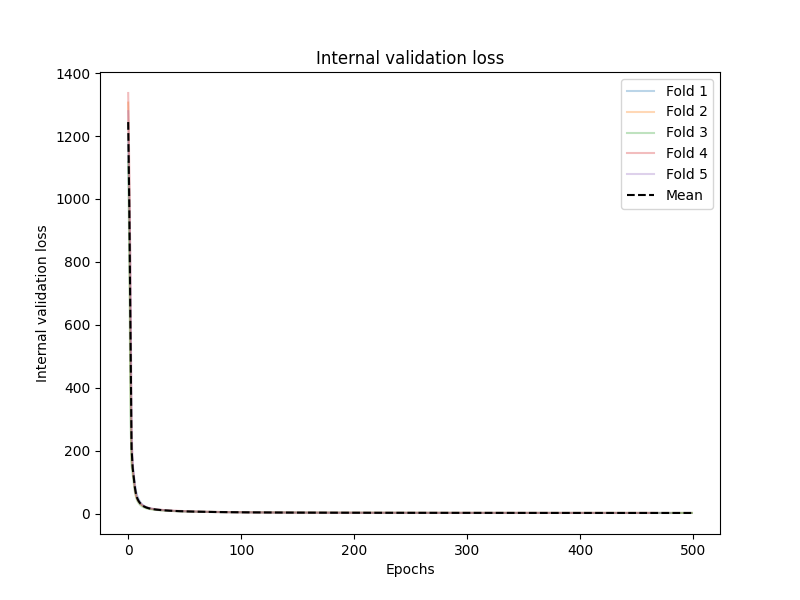 Internal validation loss
1400
1200
1000
800
600
400
200
0
Internal validation loss
0 100 200 300 400 500
Epochs
Fold 1
Fold 2
Fold 3
Fold 4
Fold 5
Mean